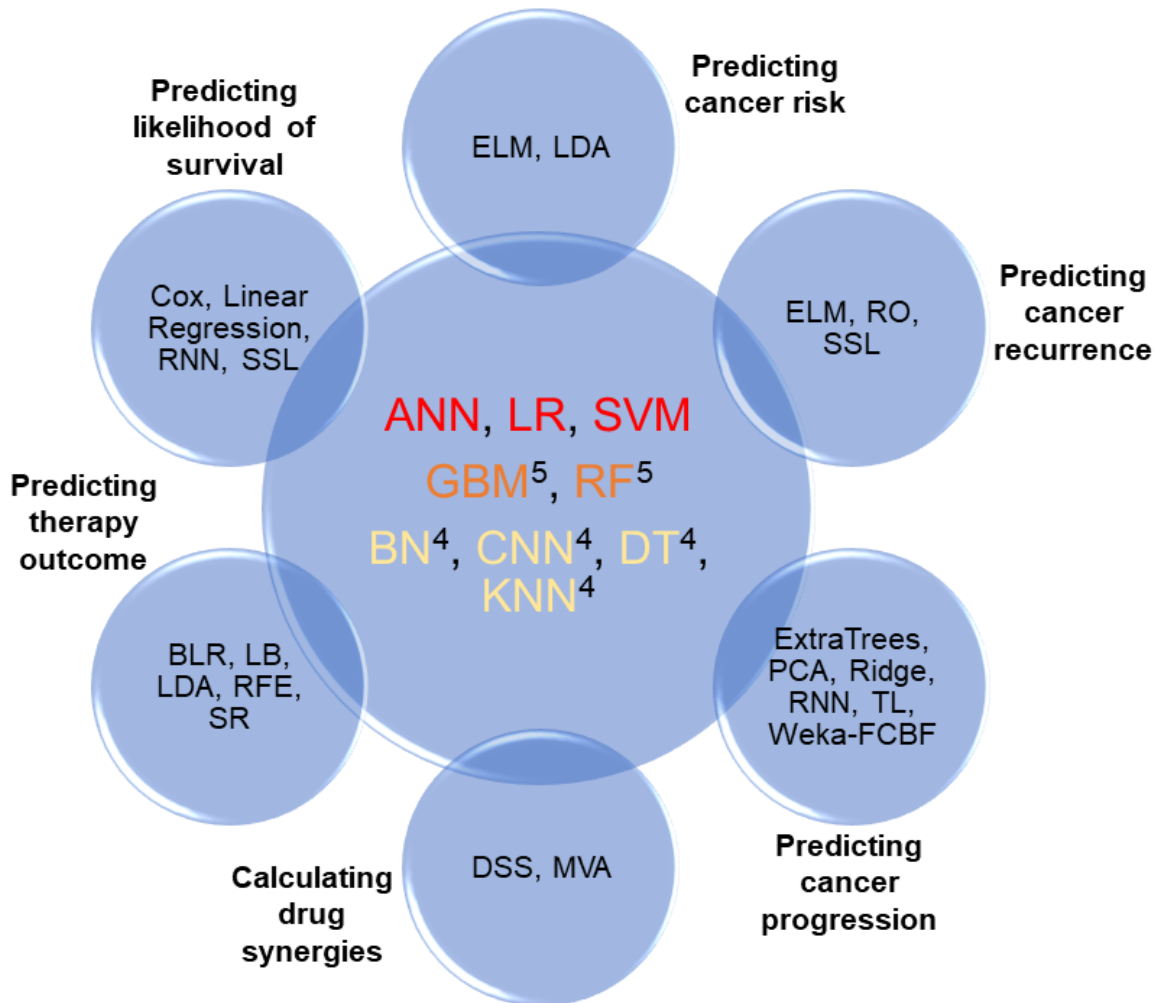 Predicting
cancer risk
ELM, LDA
Predicting
likelihood of
survival
Cox, Linear
Regression,
RNN, SSL
Predicting
cancer
recurrence
ELM, RO,
SSL
ANN, LR, SVM
GBM⁵, RF⁵
BN⁴, CNN⁴, DT⁴,
KNN⁴
Predicting
therapy
outcome
BLR, LB,
LDA, RFE,
SR
ExtraTrees,
PCA, Ridge,
RNN, TL,
Weka-FCBF
Predicting
cancer
progression
Calculating
drug
synergies
DSS, MVA